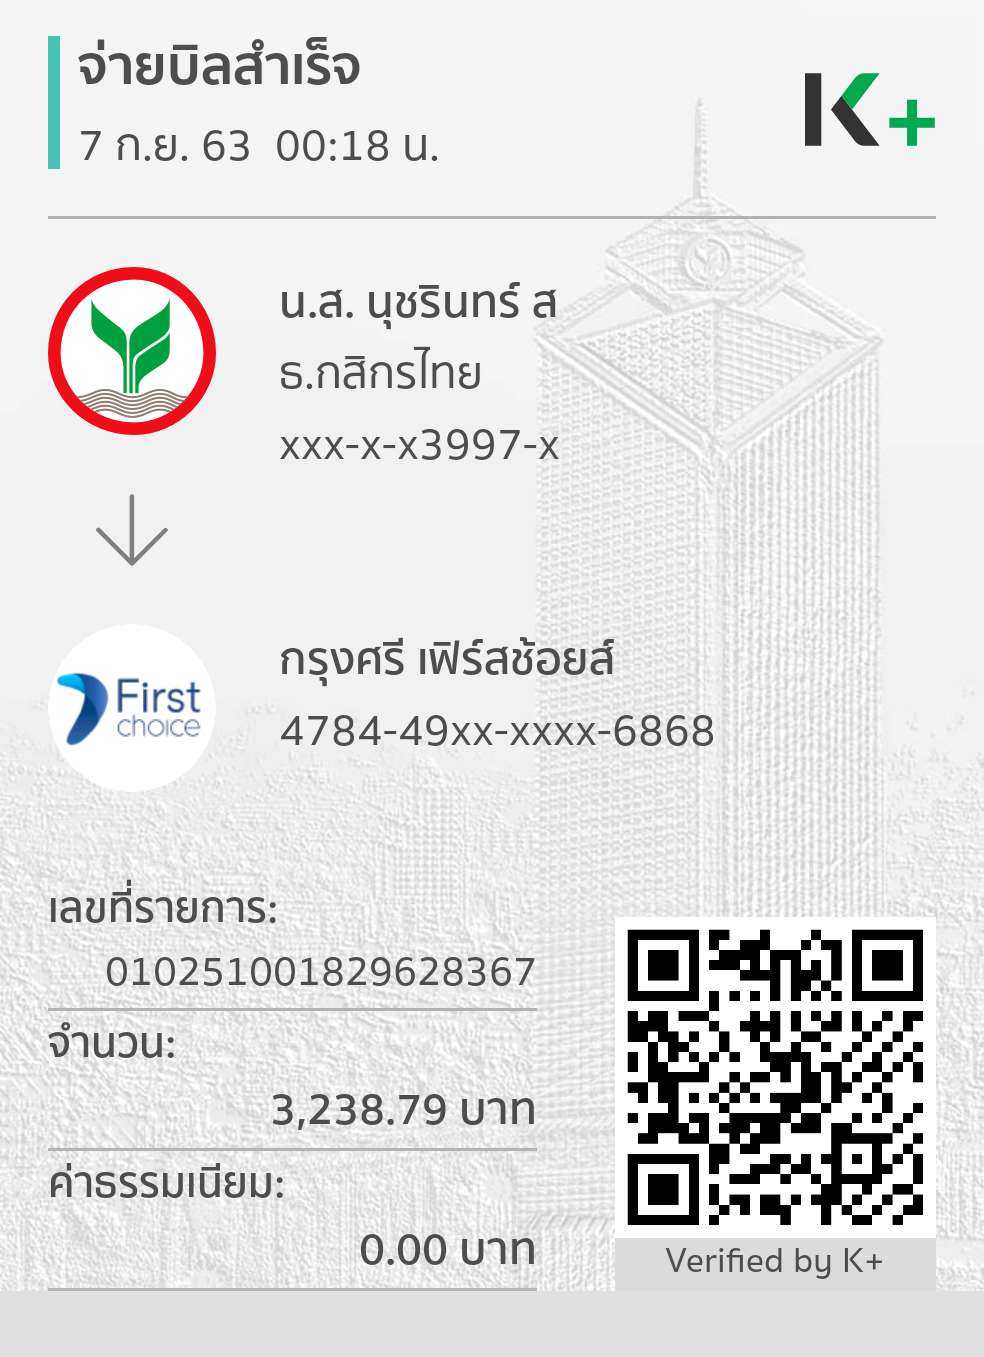 จ่ายบิลสำเร็จ
7 ก.ย. 63 00:18 น.
K+
น.ส. นุชรินทร์ ส
ธ.กสิกรไทย
xxx-x-x3997-x
First
choice
กรุงศรี เฟิร์สช้อยส์
4784-49xx-xxxx-6868
เลขที่รายการ:
010251001829628367
จำนวน:
3,238.79 บาท
ค่าธรรมเนียม:
0.00 บาท
Verified by K+